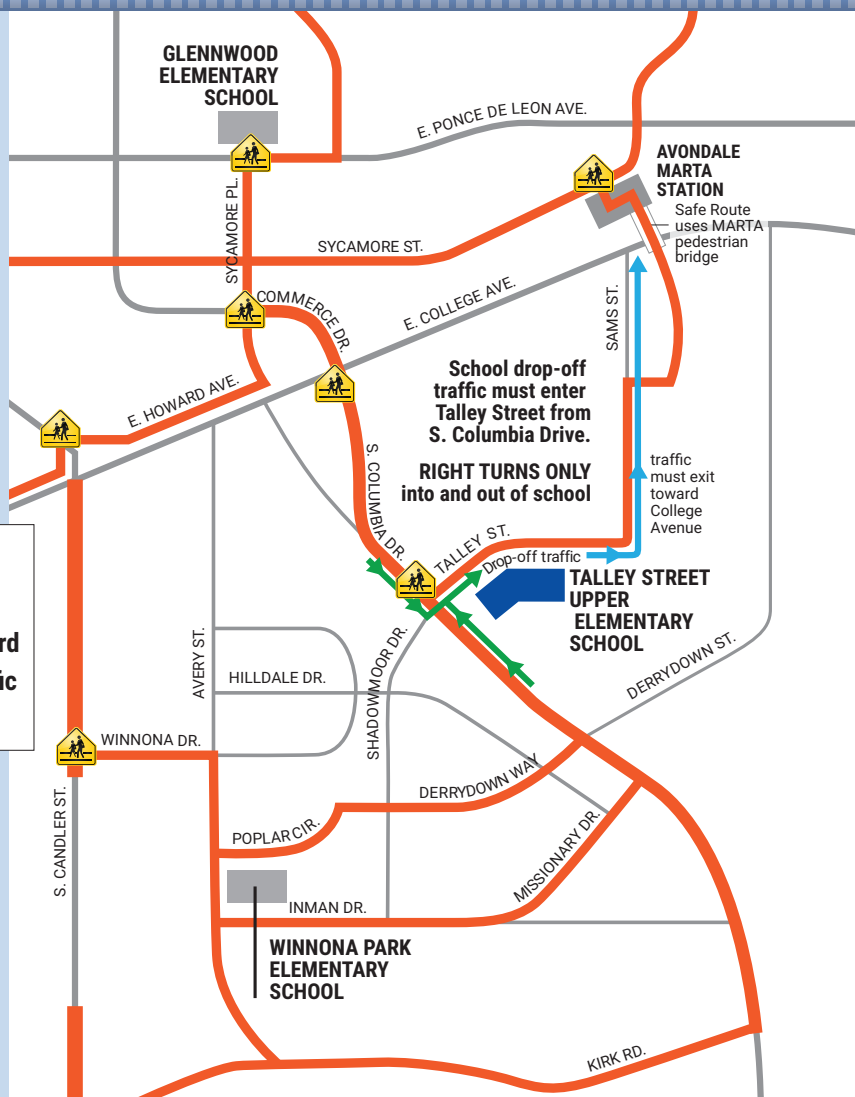 GLENNWOOD
ELEMENTARY
SCHOOL
E. PONCE DE LEON AVE.
AVONDALE
MARTA
STATION
Safe Route
uses MARTA
pedestrian
bridge
SYCAMORE PL.
SYCAMORE ST.
COMMERCE DR.
E. COLLEGE AVE.
SAMS ST.
E. HOWARD AVE.
School drop-off
traffic must enter
Talley Street from
S. Columbia Drive.
RIGHT TURNS ONLY
into and out of school
traffic
must exit
toward
College
Avenue
S. COLUMBIA DR.
TALLEY ST.
Drop-off traffic
TALLEY STREET
UPPER
ELEMENTARY
SCHOOL
rd
ic
AVERY ST.
HILLDALE DR.
SHADOWMOOR DR.
DERRYDOWN ST.
WINNONA DR.
DERRYDOWN WAY
S. CANDLER ST.
POPLAR CIR.
MISSIONARY DR.
INMAN DR.
WINNONA PARK
ELEMENTARY
SCHOOL
KIRK RD.